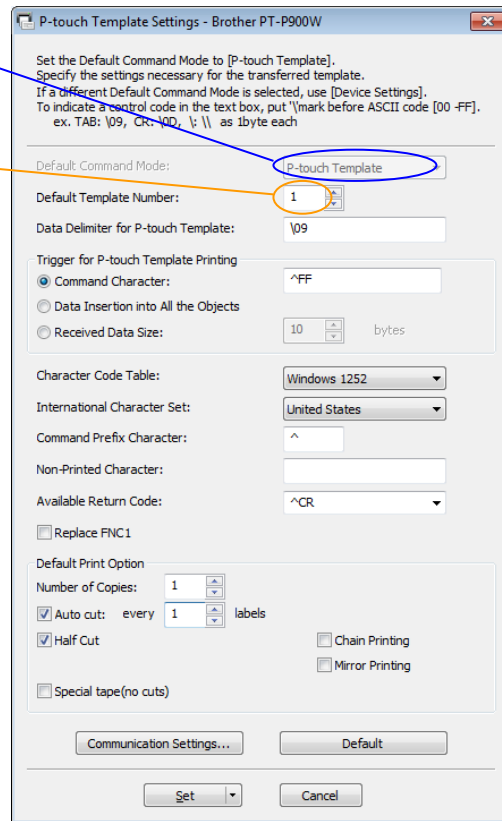 P-touch Template Settings - Brother PT-P900W
Set the Default Command Mode to [P-touch Template].
Specify the settings necessary for the transferred template.
If a different Default Command Mode is selected, use [Device Settings].
To indicate a control code in the text box, put '\'mark before ASCII code [00 -FF].
ex. TAB: \09, CR: \0D, \: \\ as 1byte each
Default Command Mode: P-touch Template
Default Template Number: 1
Data Delimiter for P-touch Template: \09
Trigger for P-touch Template Printing
Command Character: ^FF
Data Insertion into All the Objects
Received Data Size: 10 bytes
Character Code Table: Windows 1252
International Character Set: United States
Command Prefix Character: ^
Non-Printed Character:
Available Return Code: ^CR
Replace FNC1
Default Print Option
Number of Copies: 1
Auto cut: every 1 labels
Half Cut Chain Printing
Mirror Printing
Special tape(no cuts)
Communication Settings... Default
Set Cancel